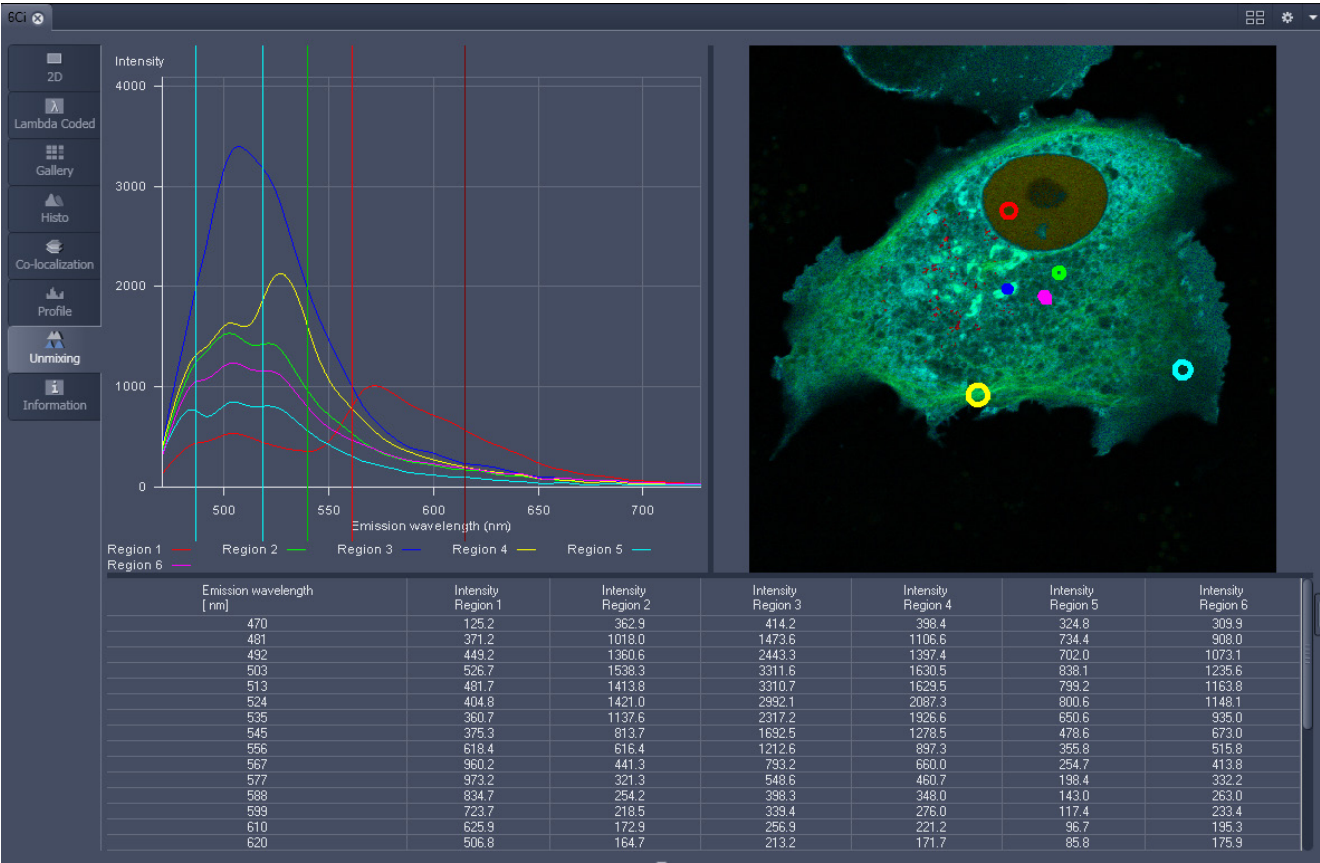 6Ci
2D
λ
Lambda Coded
Gallery
Histo
Co-localization
Profile
Unmixing
i
Information
Intensity
4000
3000
2000
1000
0
500 550 600 650 700
Emission wavelength (nm)
Region 1 Region 2 Region 3 Region 4 Region 5
Region 6
Emission wavelength Intensity Intensity Intensity Intensity Intensity Intensity
[ nm] Region 1 Region 2 Region 3 Region 4 Region 5 Region 6
470 125.2 362.9 414.2 398.4 324.8 309.9
481 371.2 1018.0 1473.6 1106.6 734.4 908.0
492 449.2 1360.6 2443.3 1397.4 702.0 1073.1
503 526.7 1538.3 3311.6 1630.5 838.1 1235.6
513 481.7 1413.8 3310.7 1629.5 799.2 1163.8
524 404.8 1421.0 2992.1 2087.3 800.6 1148.1
535 360.7 1137.6 2317.2 1926.6 650.6 935.0
545 375.3 813.7 1692.5 1278.5 478.6 673.0
556 618.4 616.4 1212.6 897.3 355.8 515.8
567 960.2 441.3 793.2 660.0 254.7 413.8
577 973.2 321.3 548.6 460.7 198.4 332.2
588 834.7 254.2 398.3 348.0 143.0 263.0
599 723.7 218.5 339.4 276.0 117.4 233.4
610 625.9 172.9 256.9 221.2 96.7 195.3
620 506.8 164.7 213.2 171.7 85.8 175.9